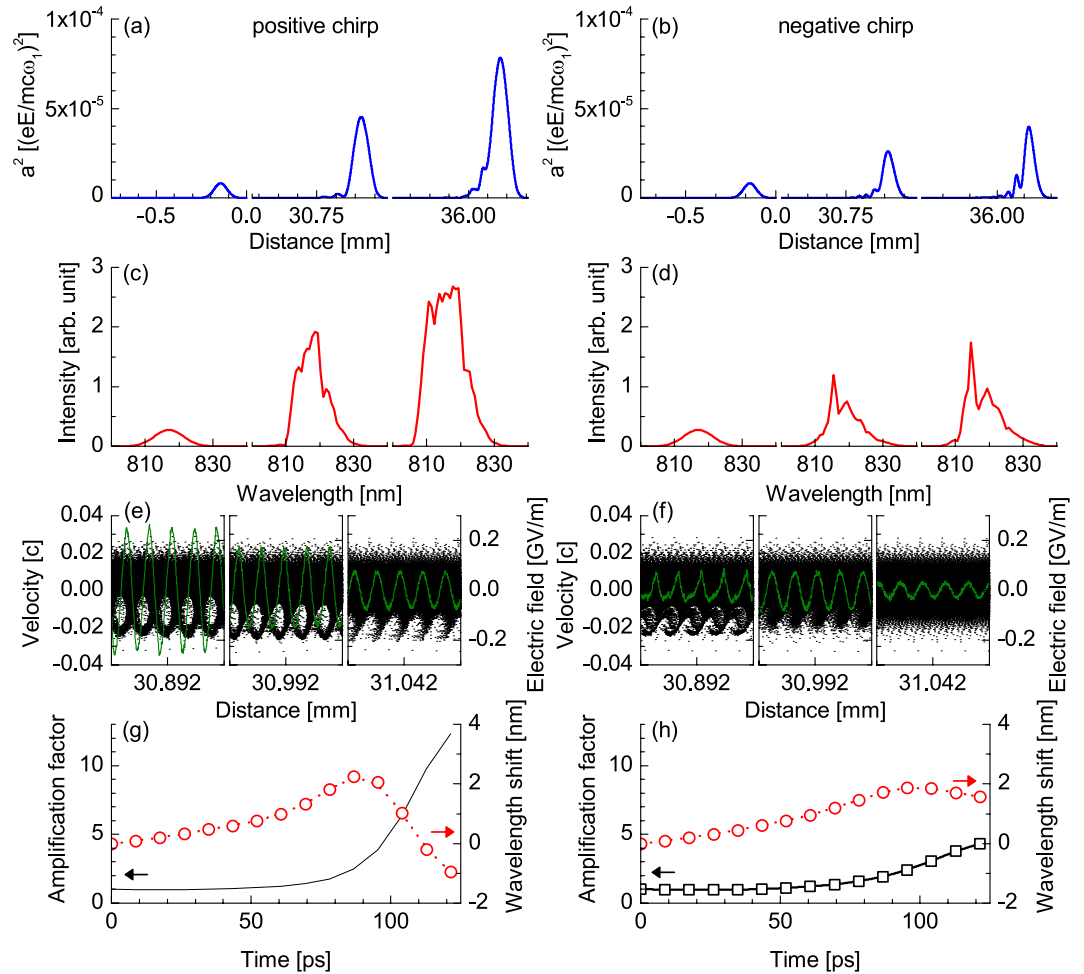 (a) positive chirp
1x10⁻⁴
5x10⁻⁵
0
a² [(eE/mcω₁)²]
-0.5 0.0 30.75 36.00
Distance [mm]
(b) negative chirp
1x10⁻⁴
5x10⁻⁵
0
a² [(eE/mcω₁)²]
-0.5 0.0 30.75 36.00
Distance [mm]
(c)
3
2
1
0
Intensity [arb. unit]
810 830 810 830 810 830
Wavelength [nm]
(d)
3
2
1
0
Intensity [arb. unit]
810 830 810 830 810 830
Wavelength [nm]
(e)
0.04
0.02
0.00
-0.02
-0.04
Velocity [c]
0.2
0.0
-0.2
Electric field [GV/m]
30.892 30.992 31.042
Distance [mm]
(f)
0.04
0.02
0.00
-0.02
-0.04
Velocity [c]
0.2
0.0
-0.2
Electric field [GV/m]
30.892 30.992 31.042
Distance [mm]
(g)
10
5
0
Amplification factor
4
2
0
-2
Wavelength shift [nm]
0 50 100
Time [ps]
(h)
10
5
0
Amplification factor
4
2
0
-2
Wavelength shift [nm]
0 50 100
Time [ps]